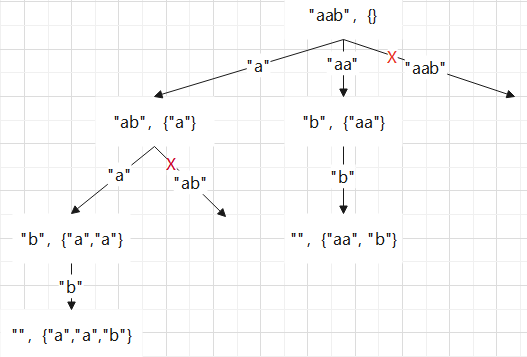 "aab", {}
"a"
"aa"
X
"aab"
"ab", {"a"}
"b", {"aa"}
"a"
X
"ab"
"b"
"b", {"a","a"}
"", {"aa", "b"}
"b"
"", {"a","a","b"}